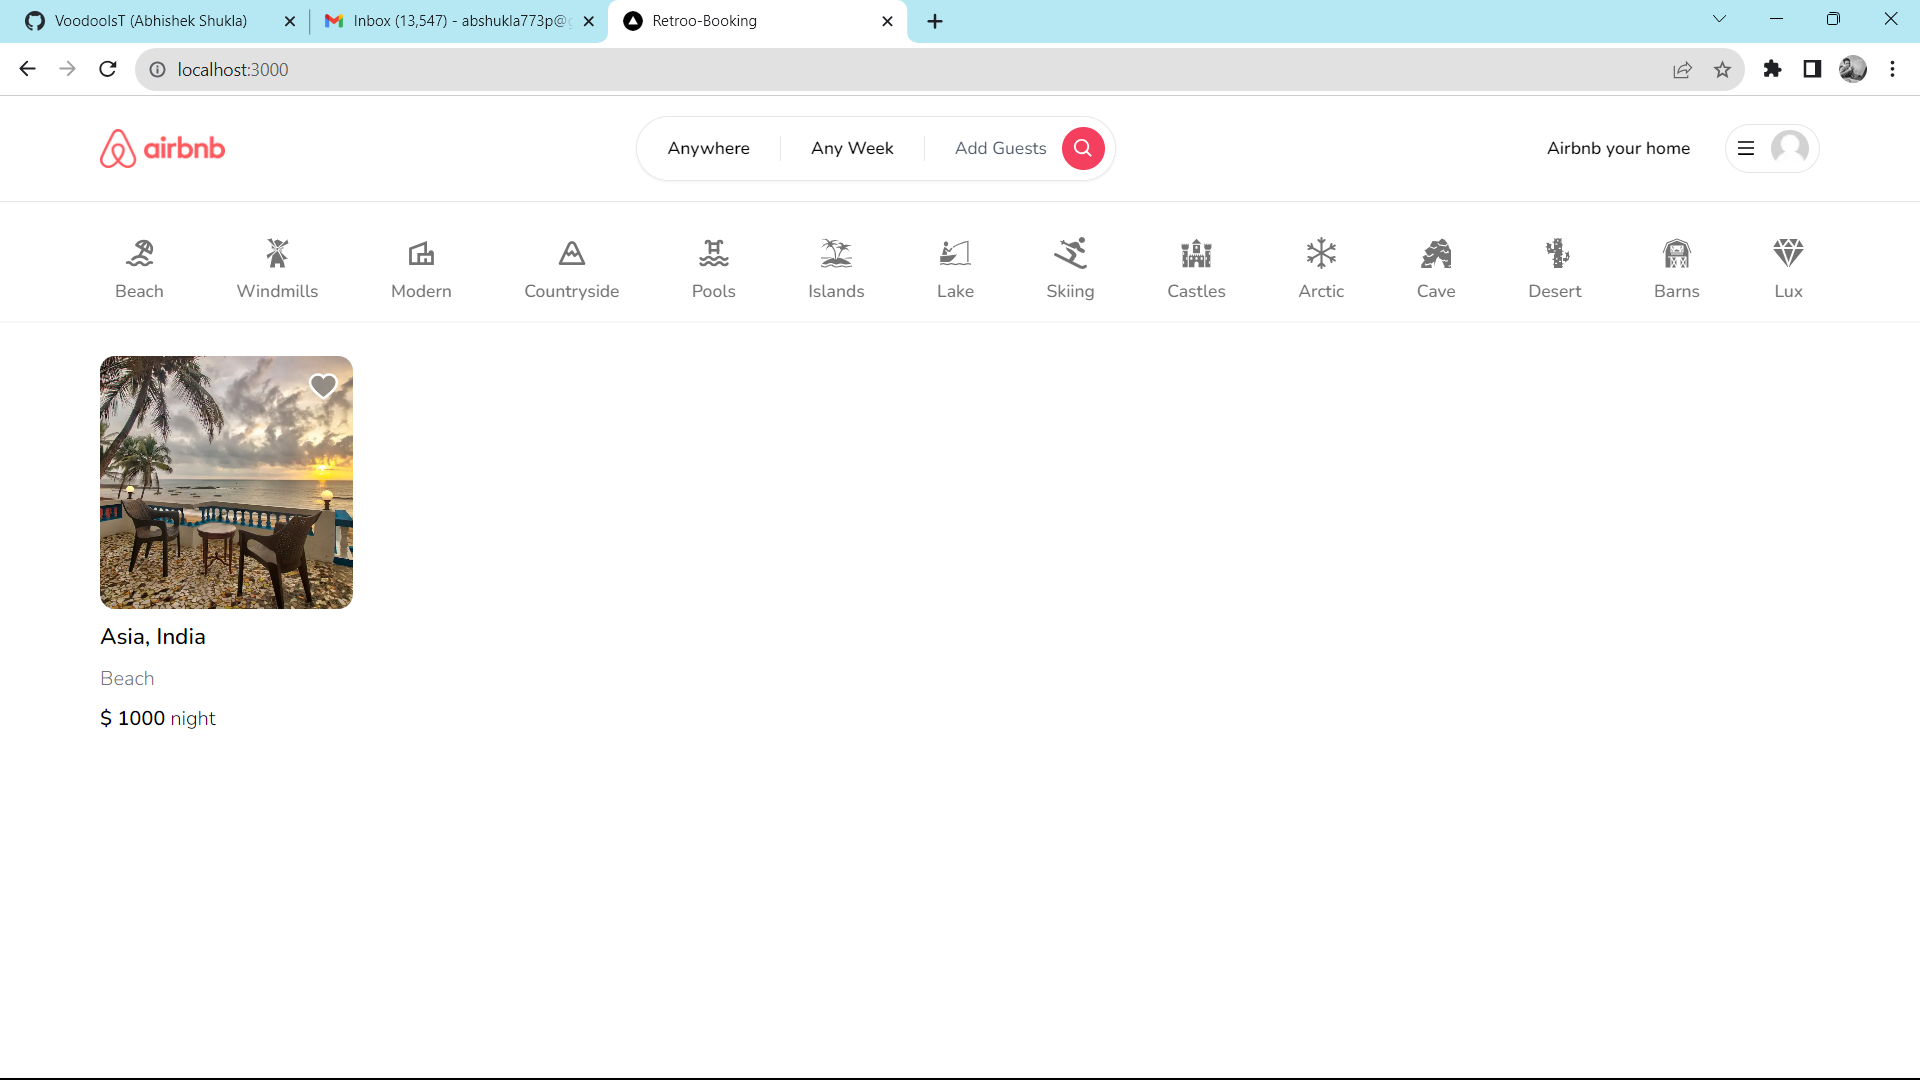 VoodooIsT (Abhishek Shukla)
Inbox (13,547) - abshukla773p@g
Retroo-Booking
localhost:3000
airbnb
Anywhere
Any Week
Add Guests
Airbnb your home
Beach
Windmills
Modern
Countryside
Pools
Islands
Lake
Skiing
Castles
Arctic
Cave
Desert
Barns
Lux
Asia, India
Beach
$ 1000 night